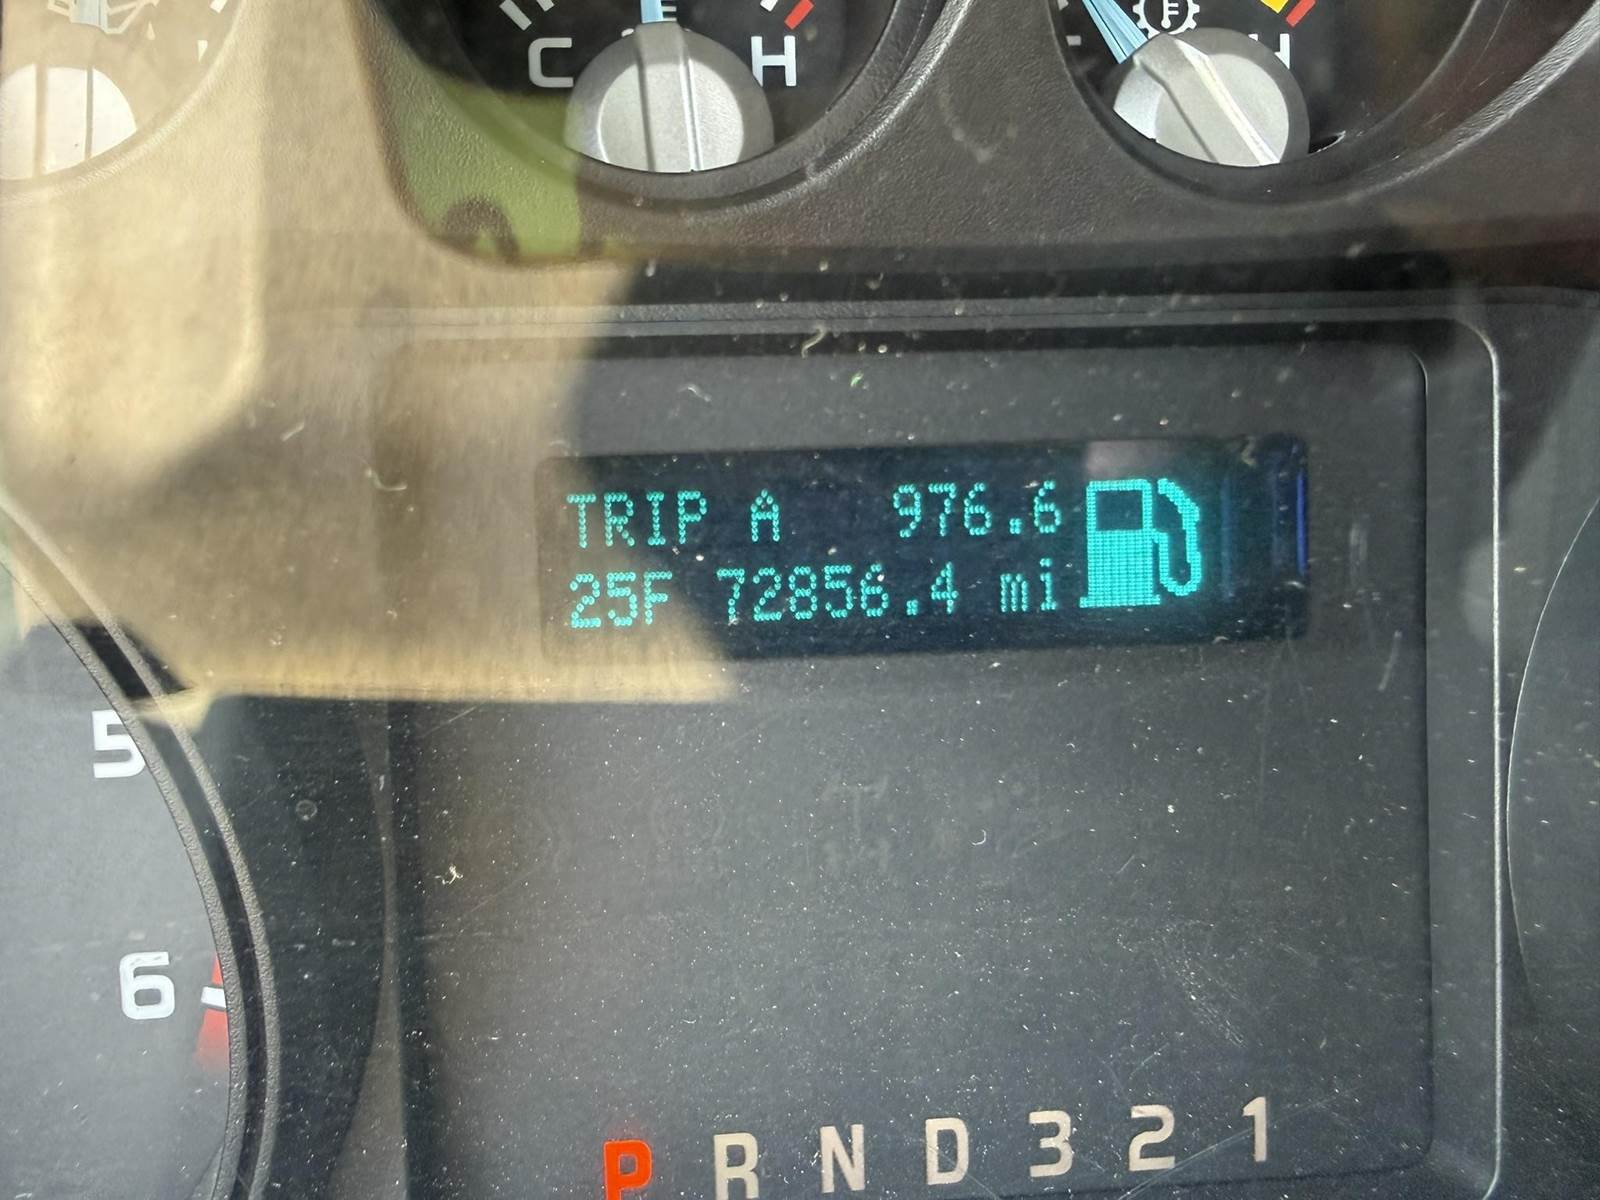 C H
F H
TRIP A 976.6
25F 72856.4 mi
5
6
P R N D 3 2 1